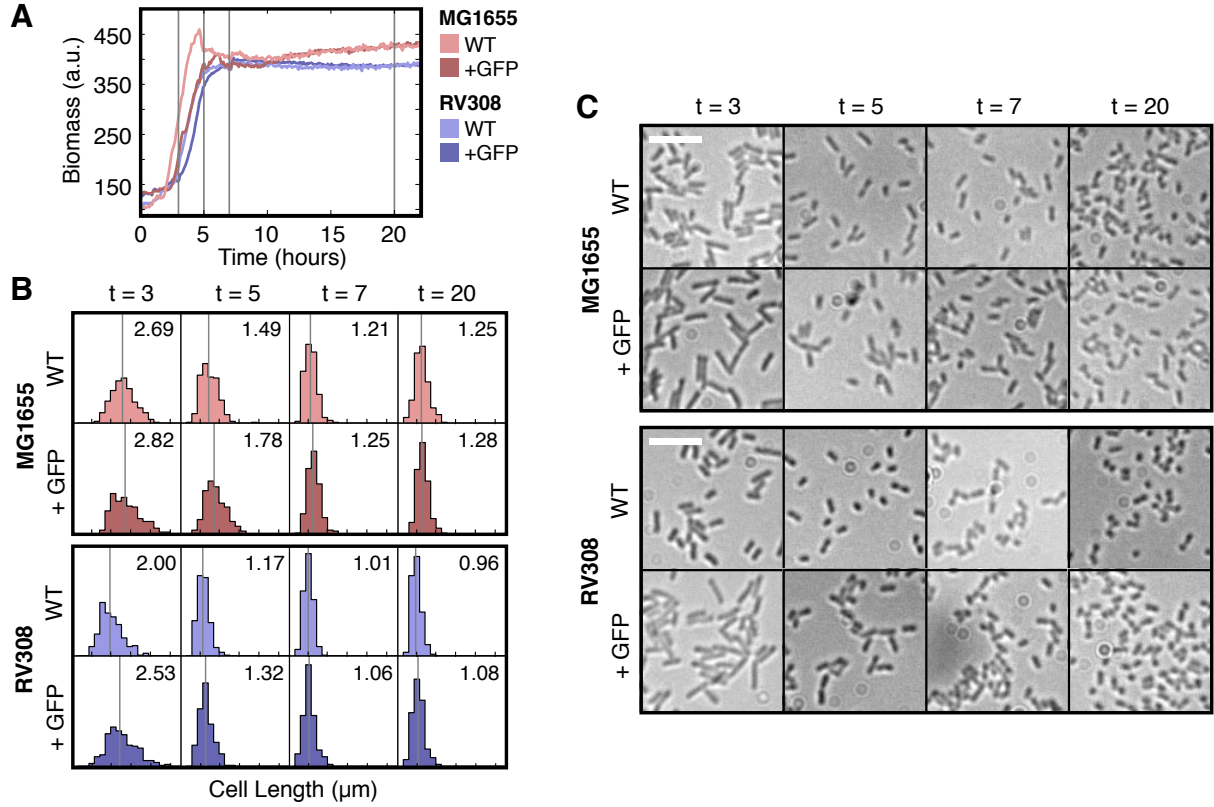 A
Biomass (a.u.)
450
350
250
150
0
5
10
15
20
Time (hours)
MG1655
WT
+GFP
RV308
WT
+GFP
B
t = 3 t = 5 t = 7 t = 20
MG1655
WT
2.69 1.49 1.21 1.25
+ GFP
2.82 1.78 1.25 1.28
RV308
WT
2.00 1.17 1.01 0.96
+ GFP
2.53 1.32 1.06 1.08
Cell Length (µm)
C
t = 3 t = 5 t = 7 t = 20
MG1655
WT
+ GFP
RV308
WT
+ GFP